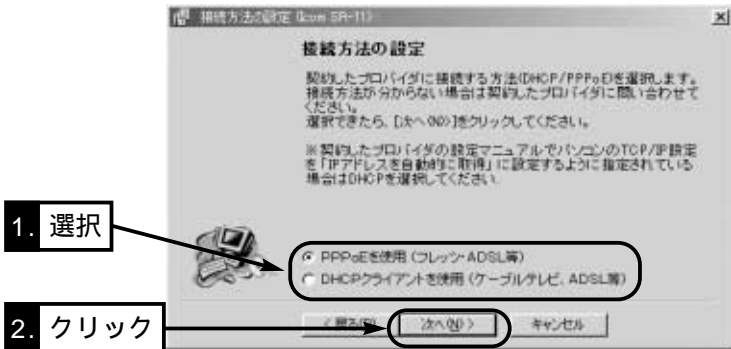 接続方法の設定 (Icom SR-11)
接続方法の設定
契約したプロバイダに接続する方法(DHCP/PPPoE)を選択します。
接続方法が分からない場合は契約したプロバイダに問い合わせて
ください。
選択できたら、[次へ(N)]をクリックしてください。
※契約したプロバイダの設定マニュアルでパソコンのTCP/IP設定
を「IPアドレスを自動的に取得」に設定するように指定されている
場合はDHCPを選択してください
1. 選択
PPPoEを使用 (フレッツ・ADSL等)
DHCPクライアントを使用 (ケーブルテレビ、ADSL等)
2. クリック
< 戻る(B)
次へ(N) >
キャンセル